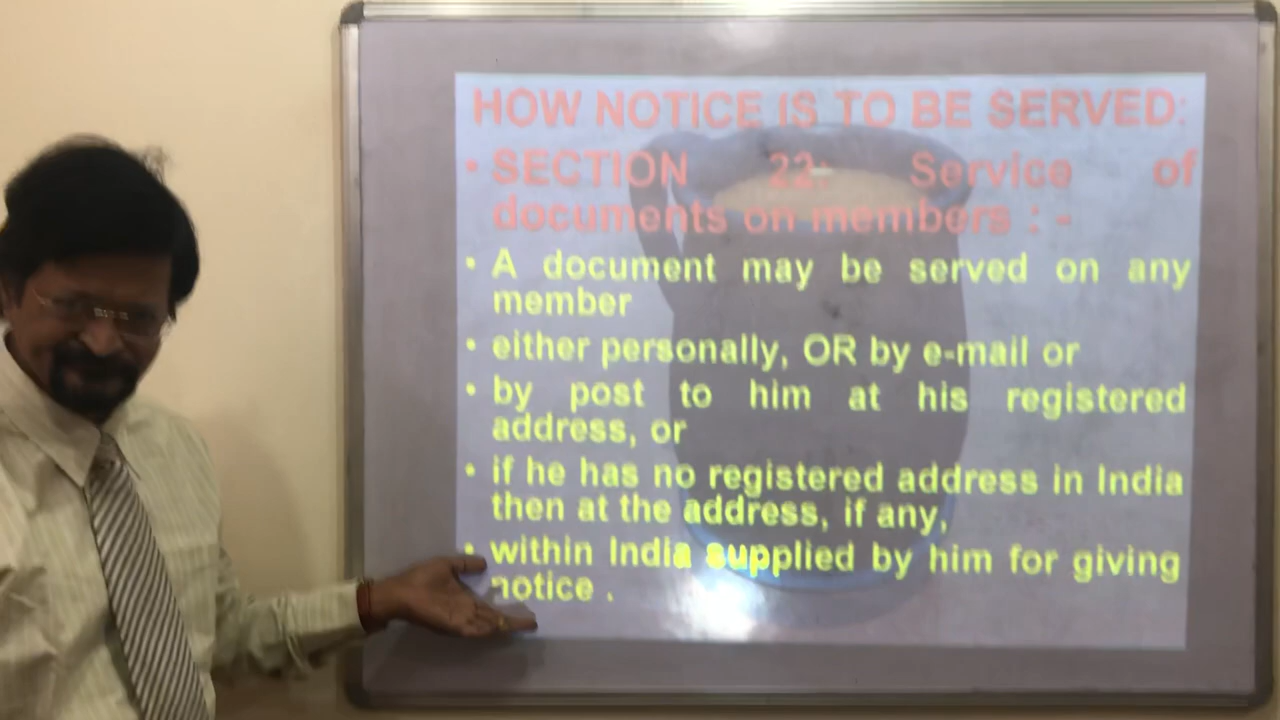 HOW NOTICE IS TO BE SERVED:
• SECTION 22: Service of
documents on members : -
• A document may be served on any
member
• either personally, OR by e-mail or
• by post to him at his registered
address, or
• if he has no registered address in India
then at the address, if any,
• within India supplied by him for giving
notice .